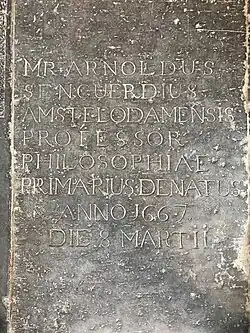 MR·ARNOLDUS
SENGUERDIUS
AMSTELODAMENSIS
PROFESSOR
PHILOSOPHIAE
PRIMARIUS·DENATUS
ANNO 1667
DIE 8 MARTII